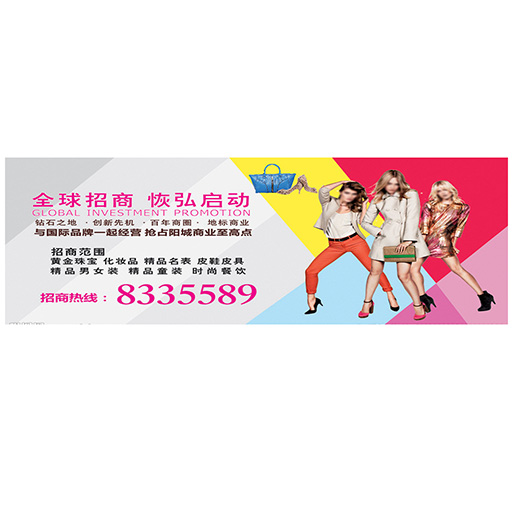 全球招商 恢弘启动
GLOBAL INVESTMENT PROMOTION
钻石之地 · 创新先机 · 百年商圈 · 地标商业
与国际品牌一起经营 抢占阳城商业至高点
招商范围
黄金珠宝 化妆品 精品名表 皮鞋皮具
精品男女装 精品童装 时尚餐饮
招商热线：8335589